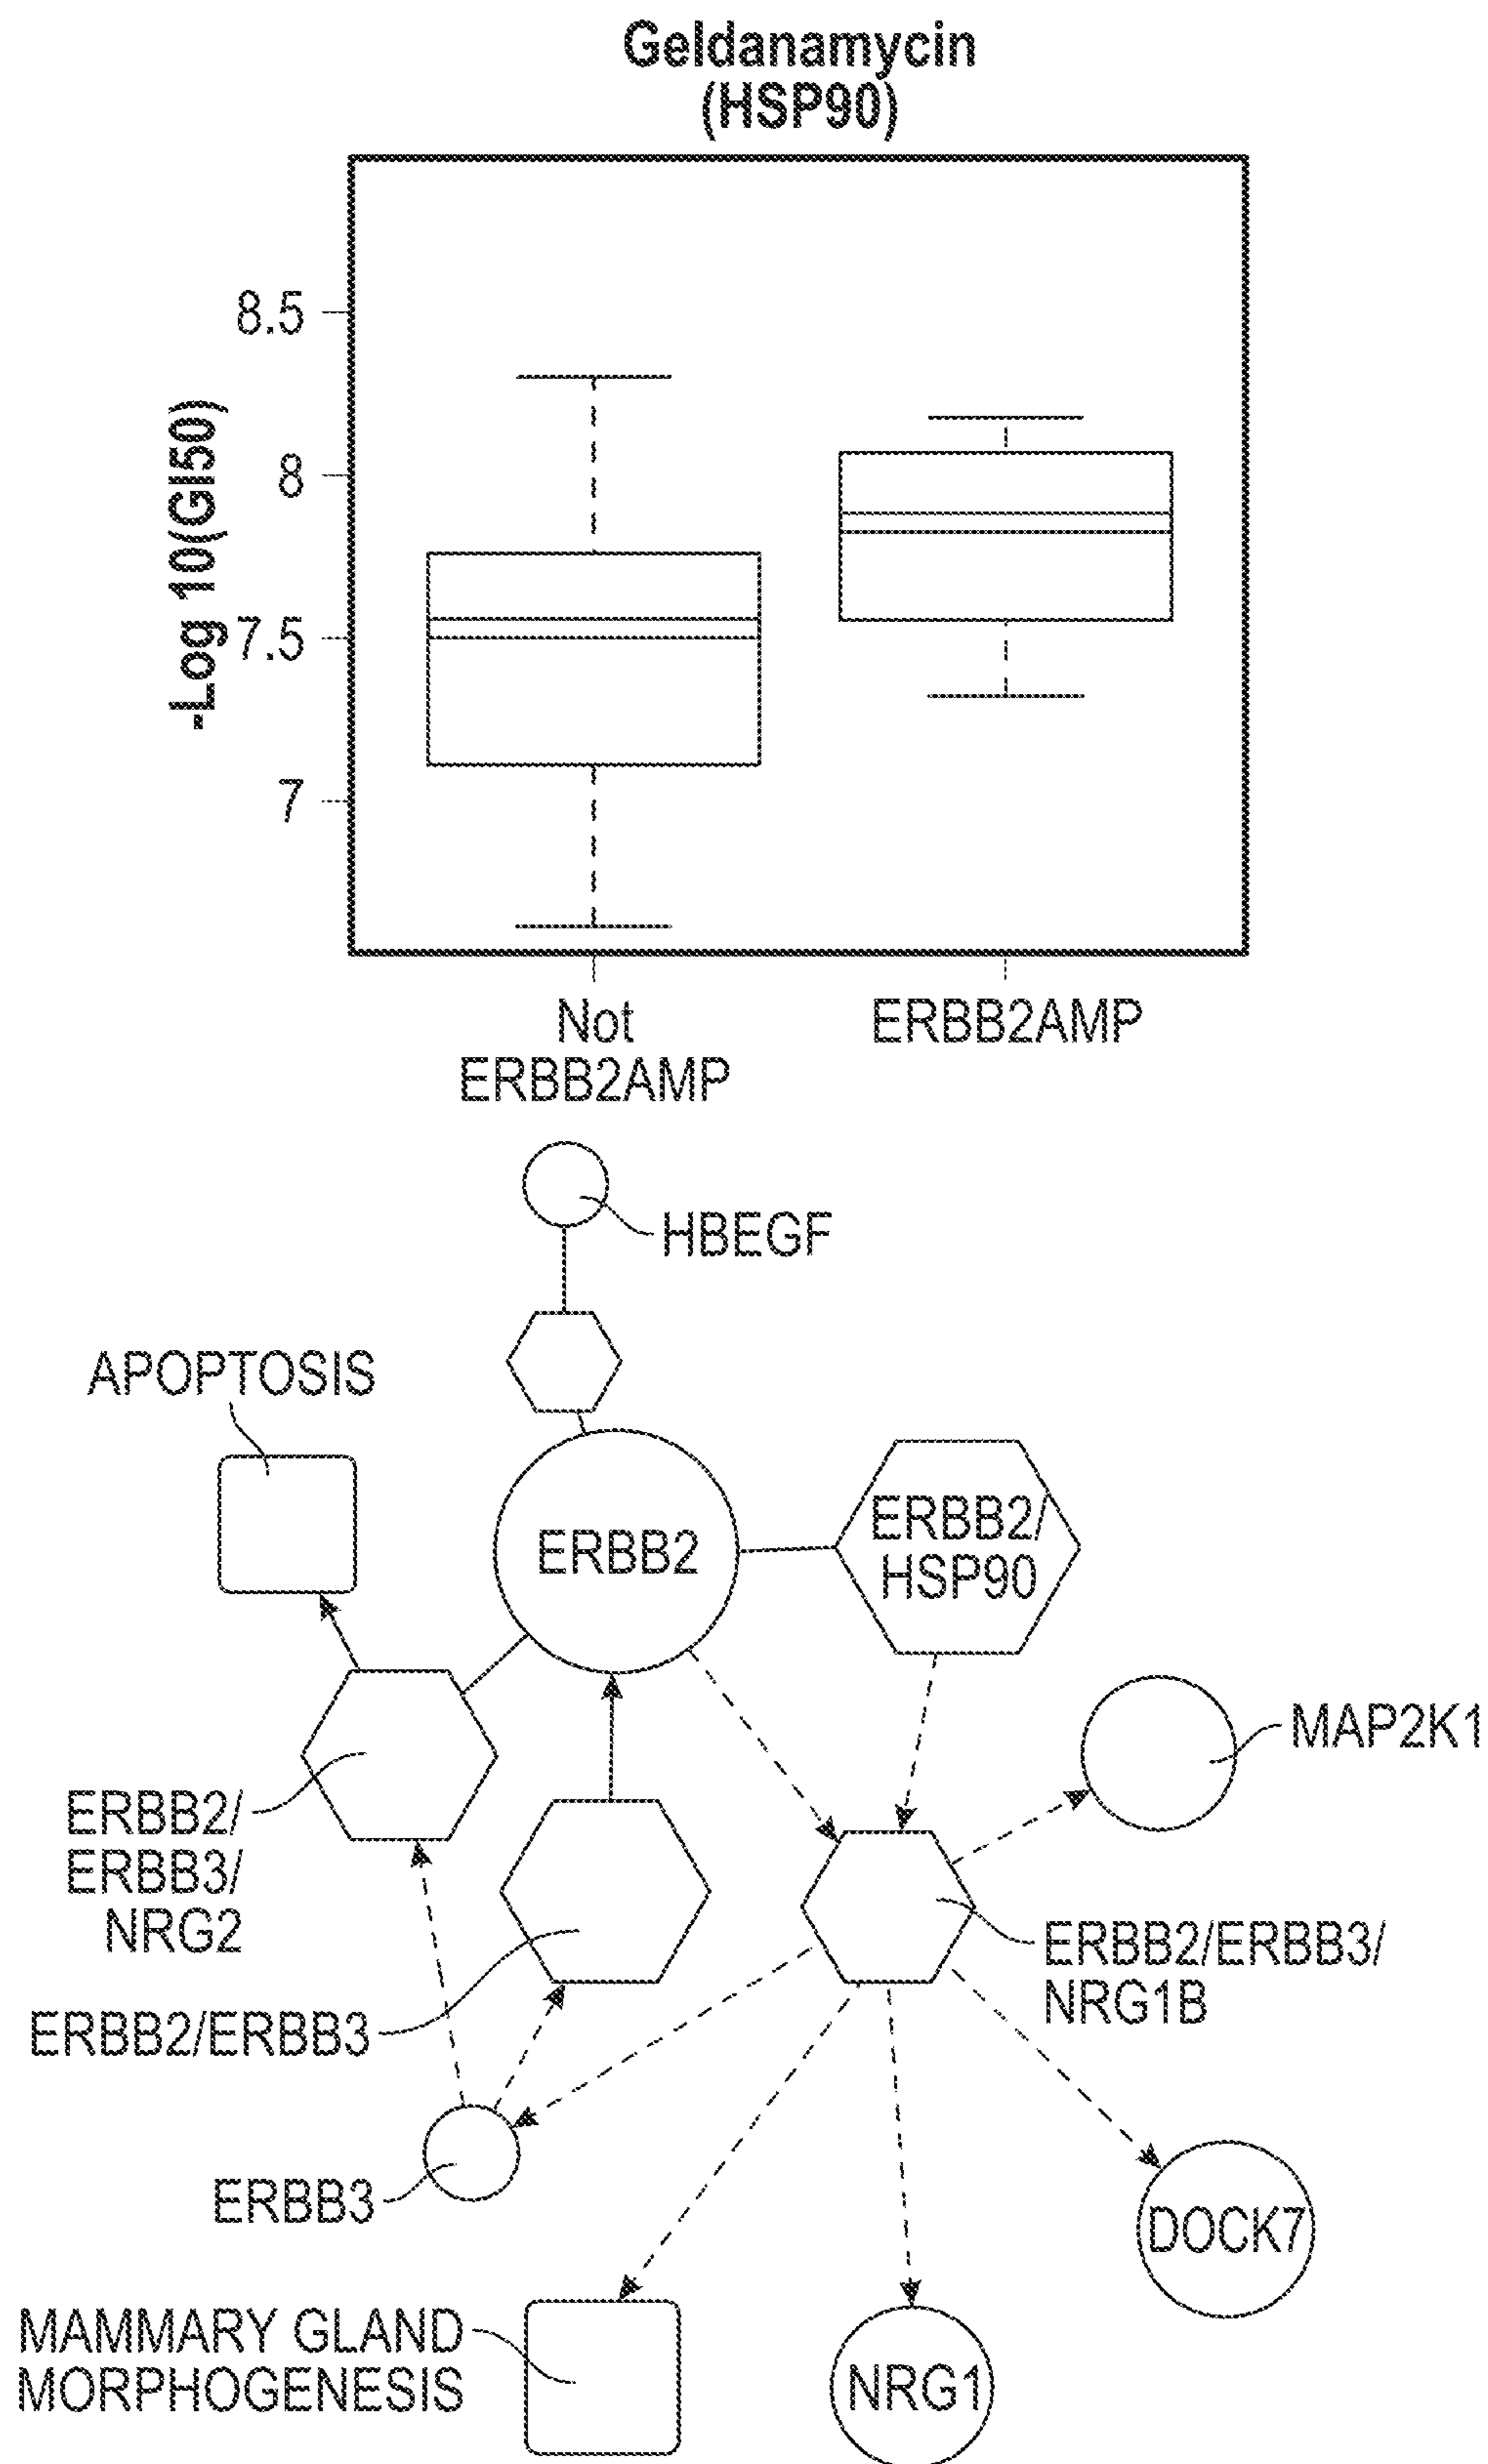 Geldanamycin
(HSP90)
8.5
8
7.5
7
-Log 10(GI50)
Not
ERBB2AMP
ERBB2AMP
HBEGF
APOPTOSIS
ERBB2
ERBB2/
HSP90
MAP2K1
ERBB2/
ERBB3/
NRG2
ERBB2/ERBB3/
NRG1B
ERBB2/ERBB3
ERBB3
DOCK7
MAMMARY GLAND
MORPHOGENESIS
NRG1